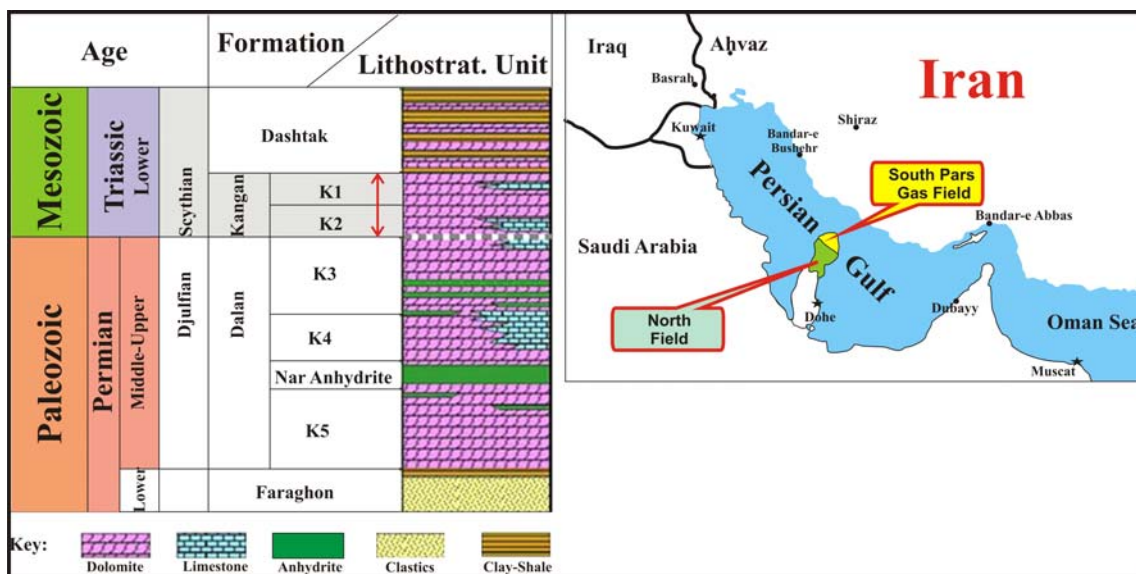 Age
Formation
Lithostrat. Unit
Mesozoic
Triassic
Lower
Scythian
Dashtak
Kangan
K1
K2
Paleozoic
Permian
Middle-Upper
Lower
Djulfian
Dalan
K3
K4
Nar Anhydrite
K5
Faraghon
Key:
Dolomite
Limestone
Anhydrite
Clastics
Clay-Shale
Iraq
Ahvaz
Iran
Basrah
Kuwait
Shiraz
Bandar-e
Bushehr
Persian
Gulf
South Pars
Gas Field
Bandar-e Abbas
Saudi Arabia
North
Field
Dohe
Dubayy
Oman Sea
Muscat